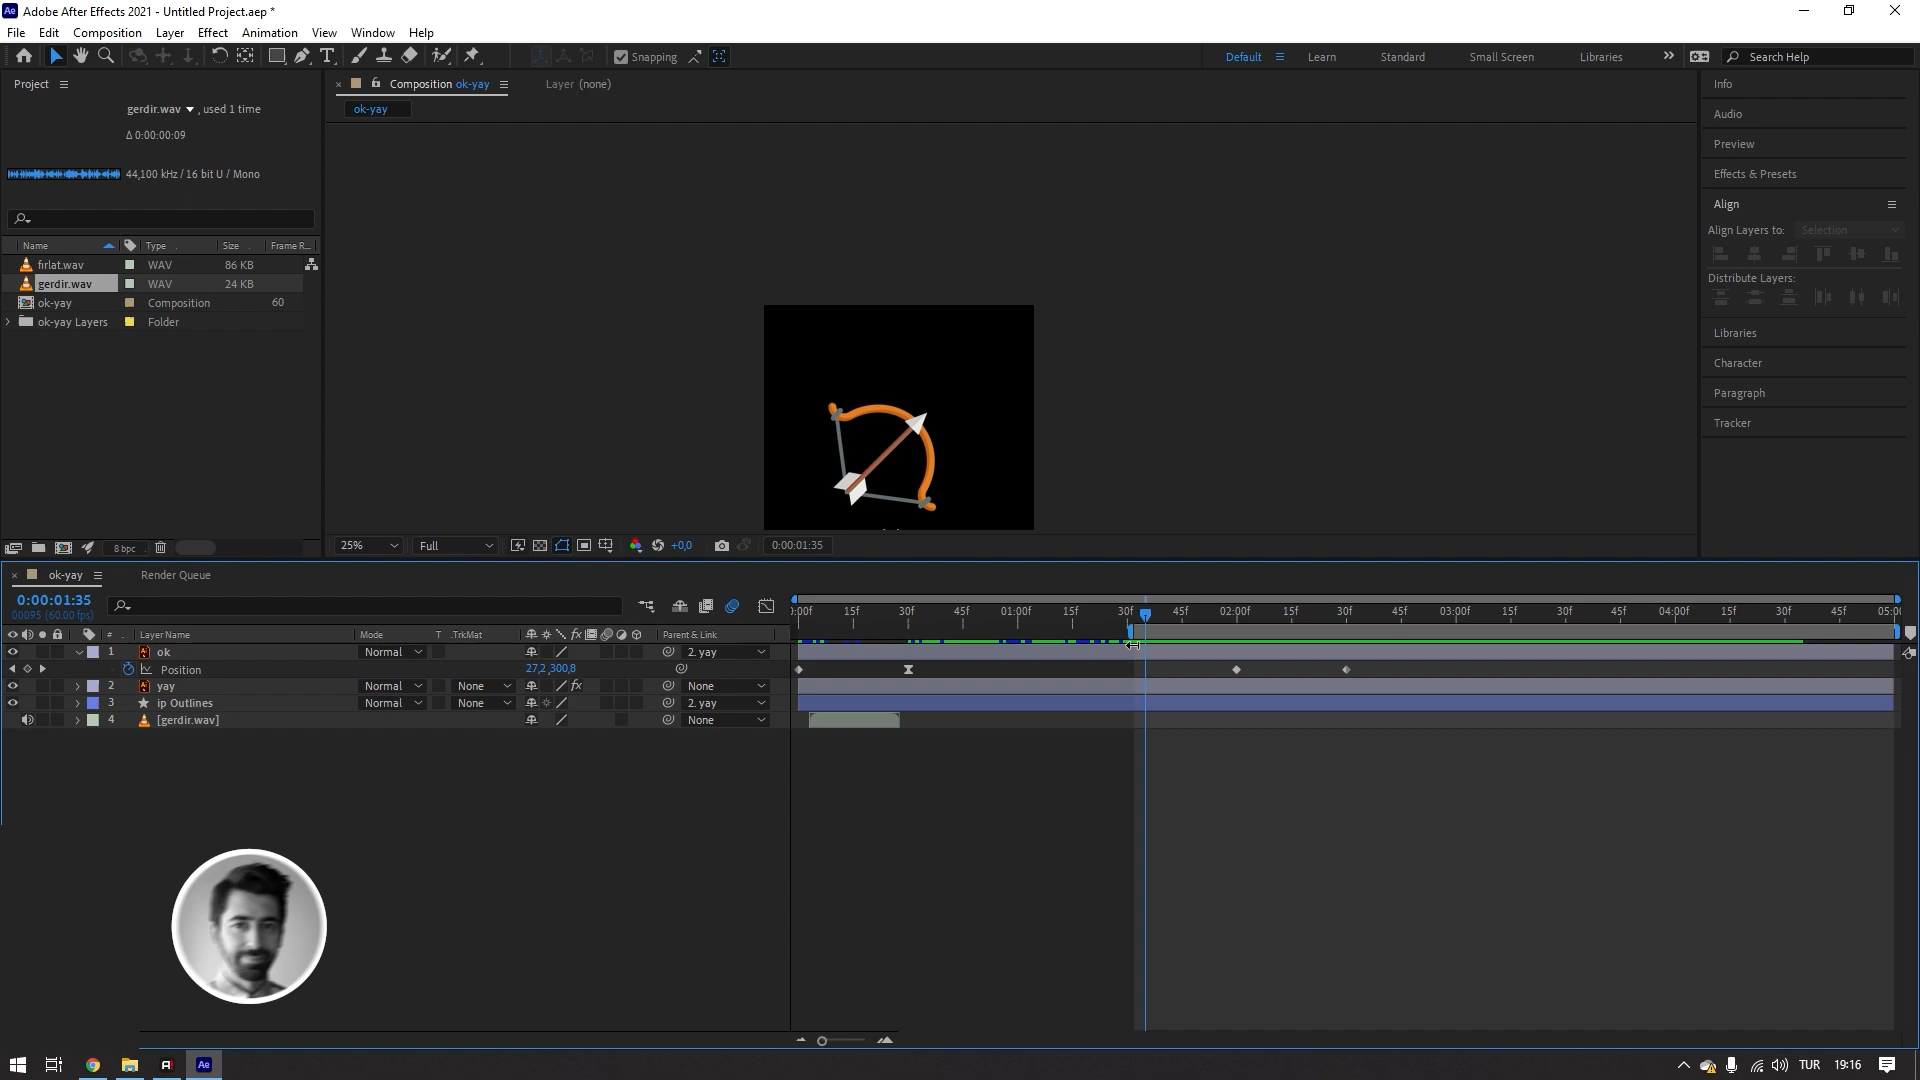 Adobe After Effects 2021 - Untitled Project.aep *
File Edit Composition Layer Effect Animation View Window Help
Snapping
Default Learn Standard Small Screen Libraries Search Help
Project
gerdir.wav , used 1 time
Δ 0:00:00:09
44,100 kHz / 16 bit U / Mono
Name Type Size Frame R...
fırlat.wav WAV 86 KB
gerdir.wav WAV 24 KB
ok-yay Composition 60
ok-yay Layers Folder
8 bpc
Composition ok-yay
Layer (none)
ok-yay
25% Full +0,0 0:00:01:35
Info
Audio
Preview
Effects & Presets
Align
Align Layers to: Selection
Distribute Layers:
Libraries
Character
Paragraph
Tracker
ok-yay Render Queue
0:00:01:35
00095 (60.00 fps)
# Layer Name Mode T .TrkMat fx Parent & Link
1 ok Normal 2. yay
Position 27,2,300,8
2 yay Normal None fx None
3 ip Outlines Normal None 2. yay
4 [gerdir.wav] None
):00f 15f 30f 45f 01:00f 15f 30f 45f 02:00f 15f 30f 45f 03:00f 15f 30f 45f 04:00f 15f 30f 45f 05:00
TUR 19:16